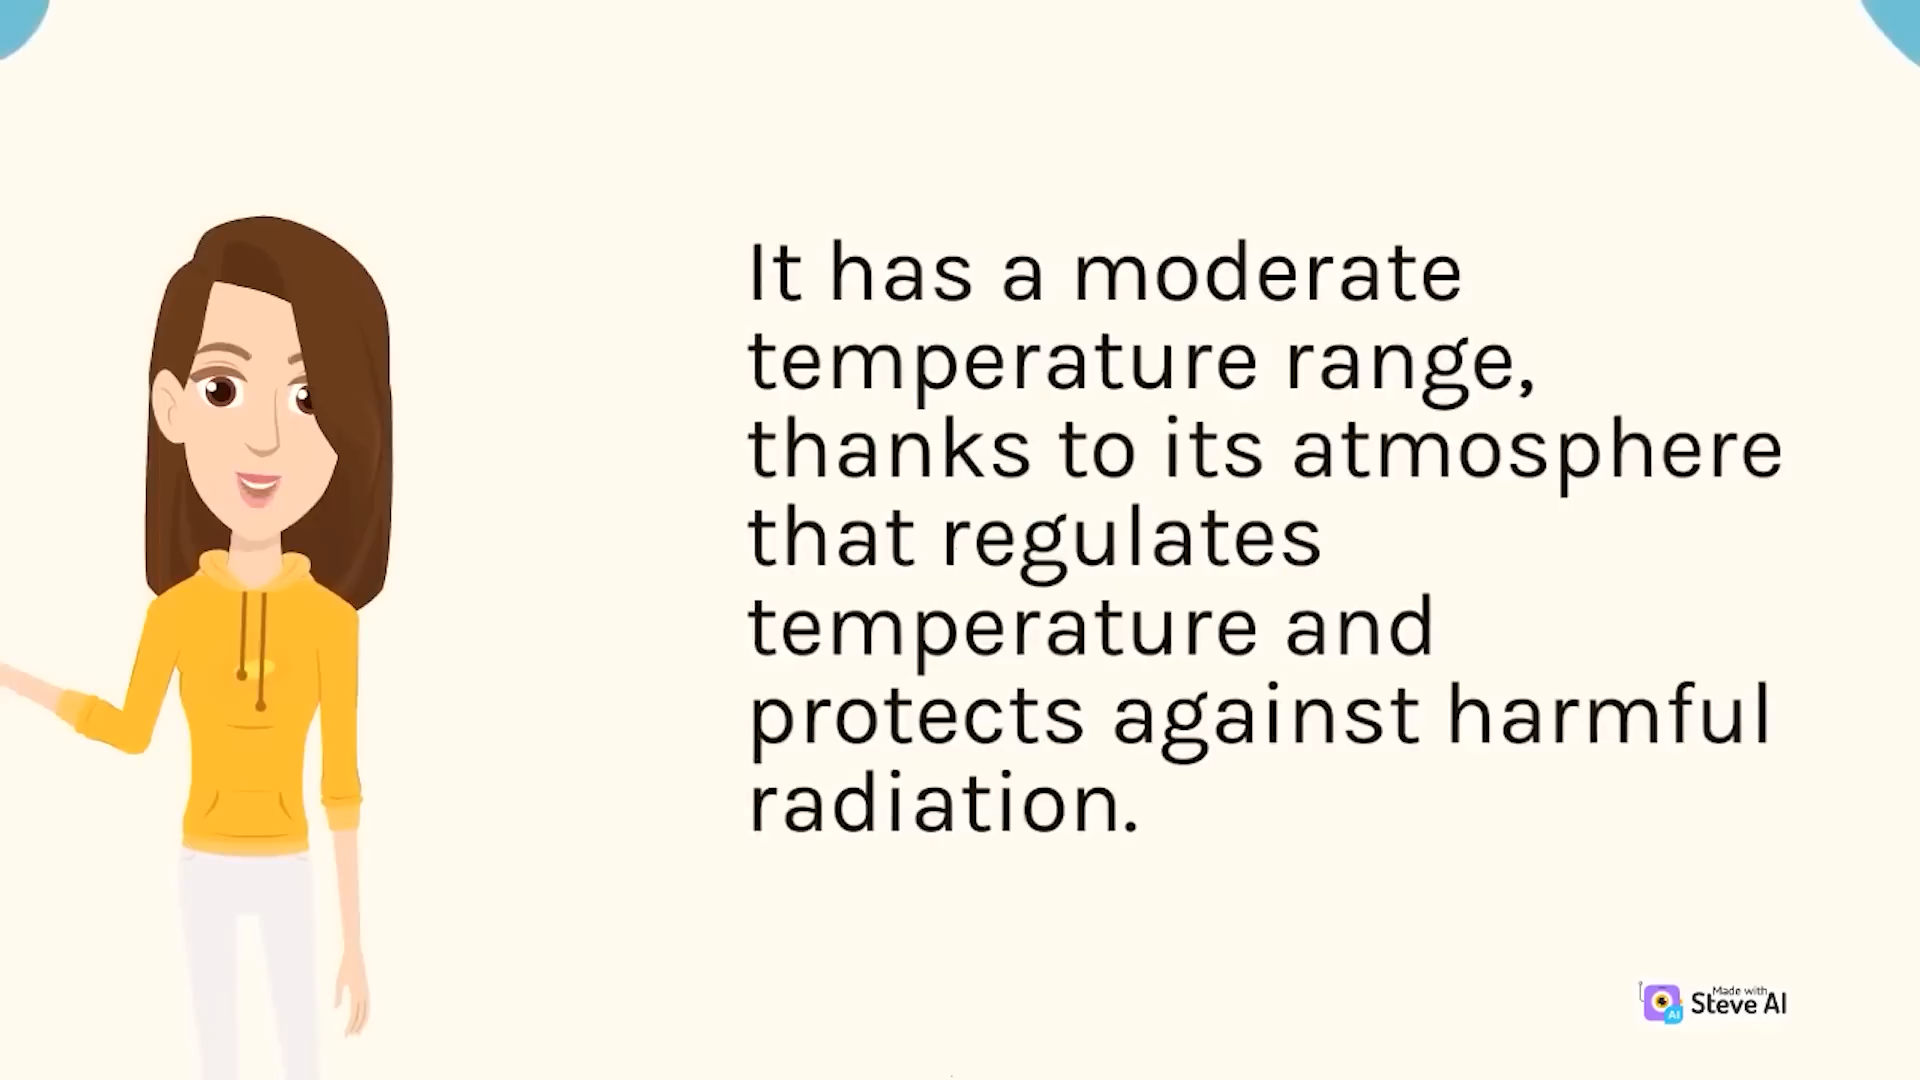 It has a moderate
temperature range,
thanks to its atmosphere
that regulates
temperature and
protects against harmful
radiation.
Made with
Steve AI
AI